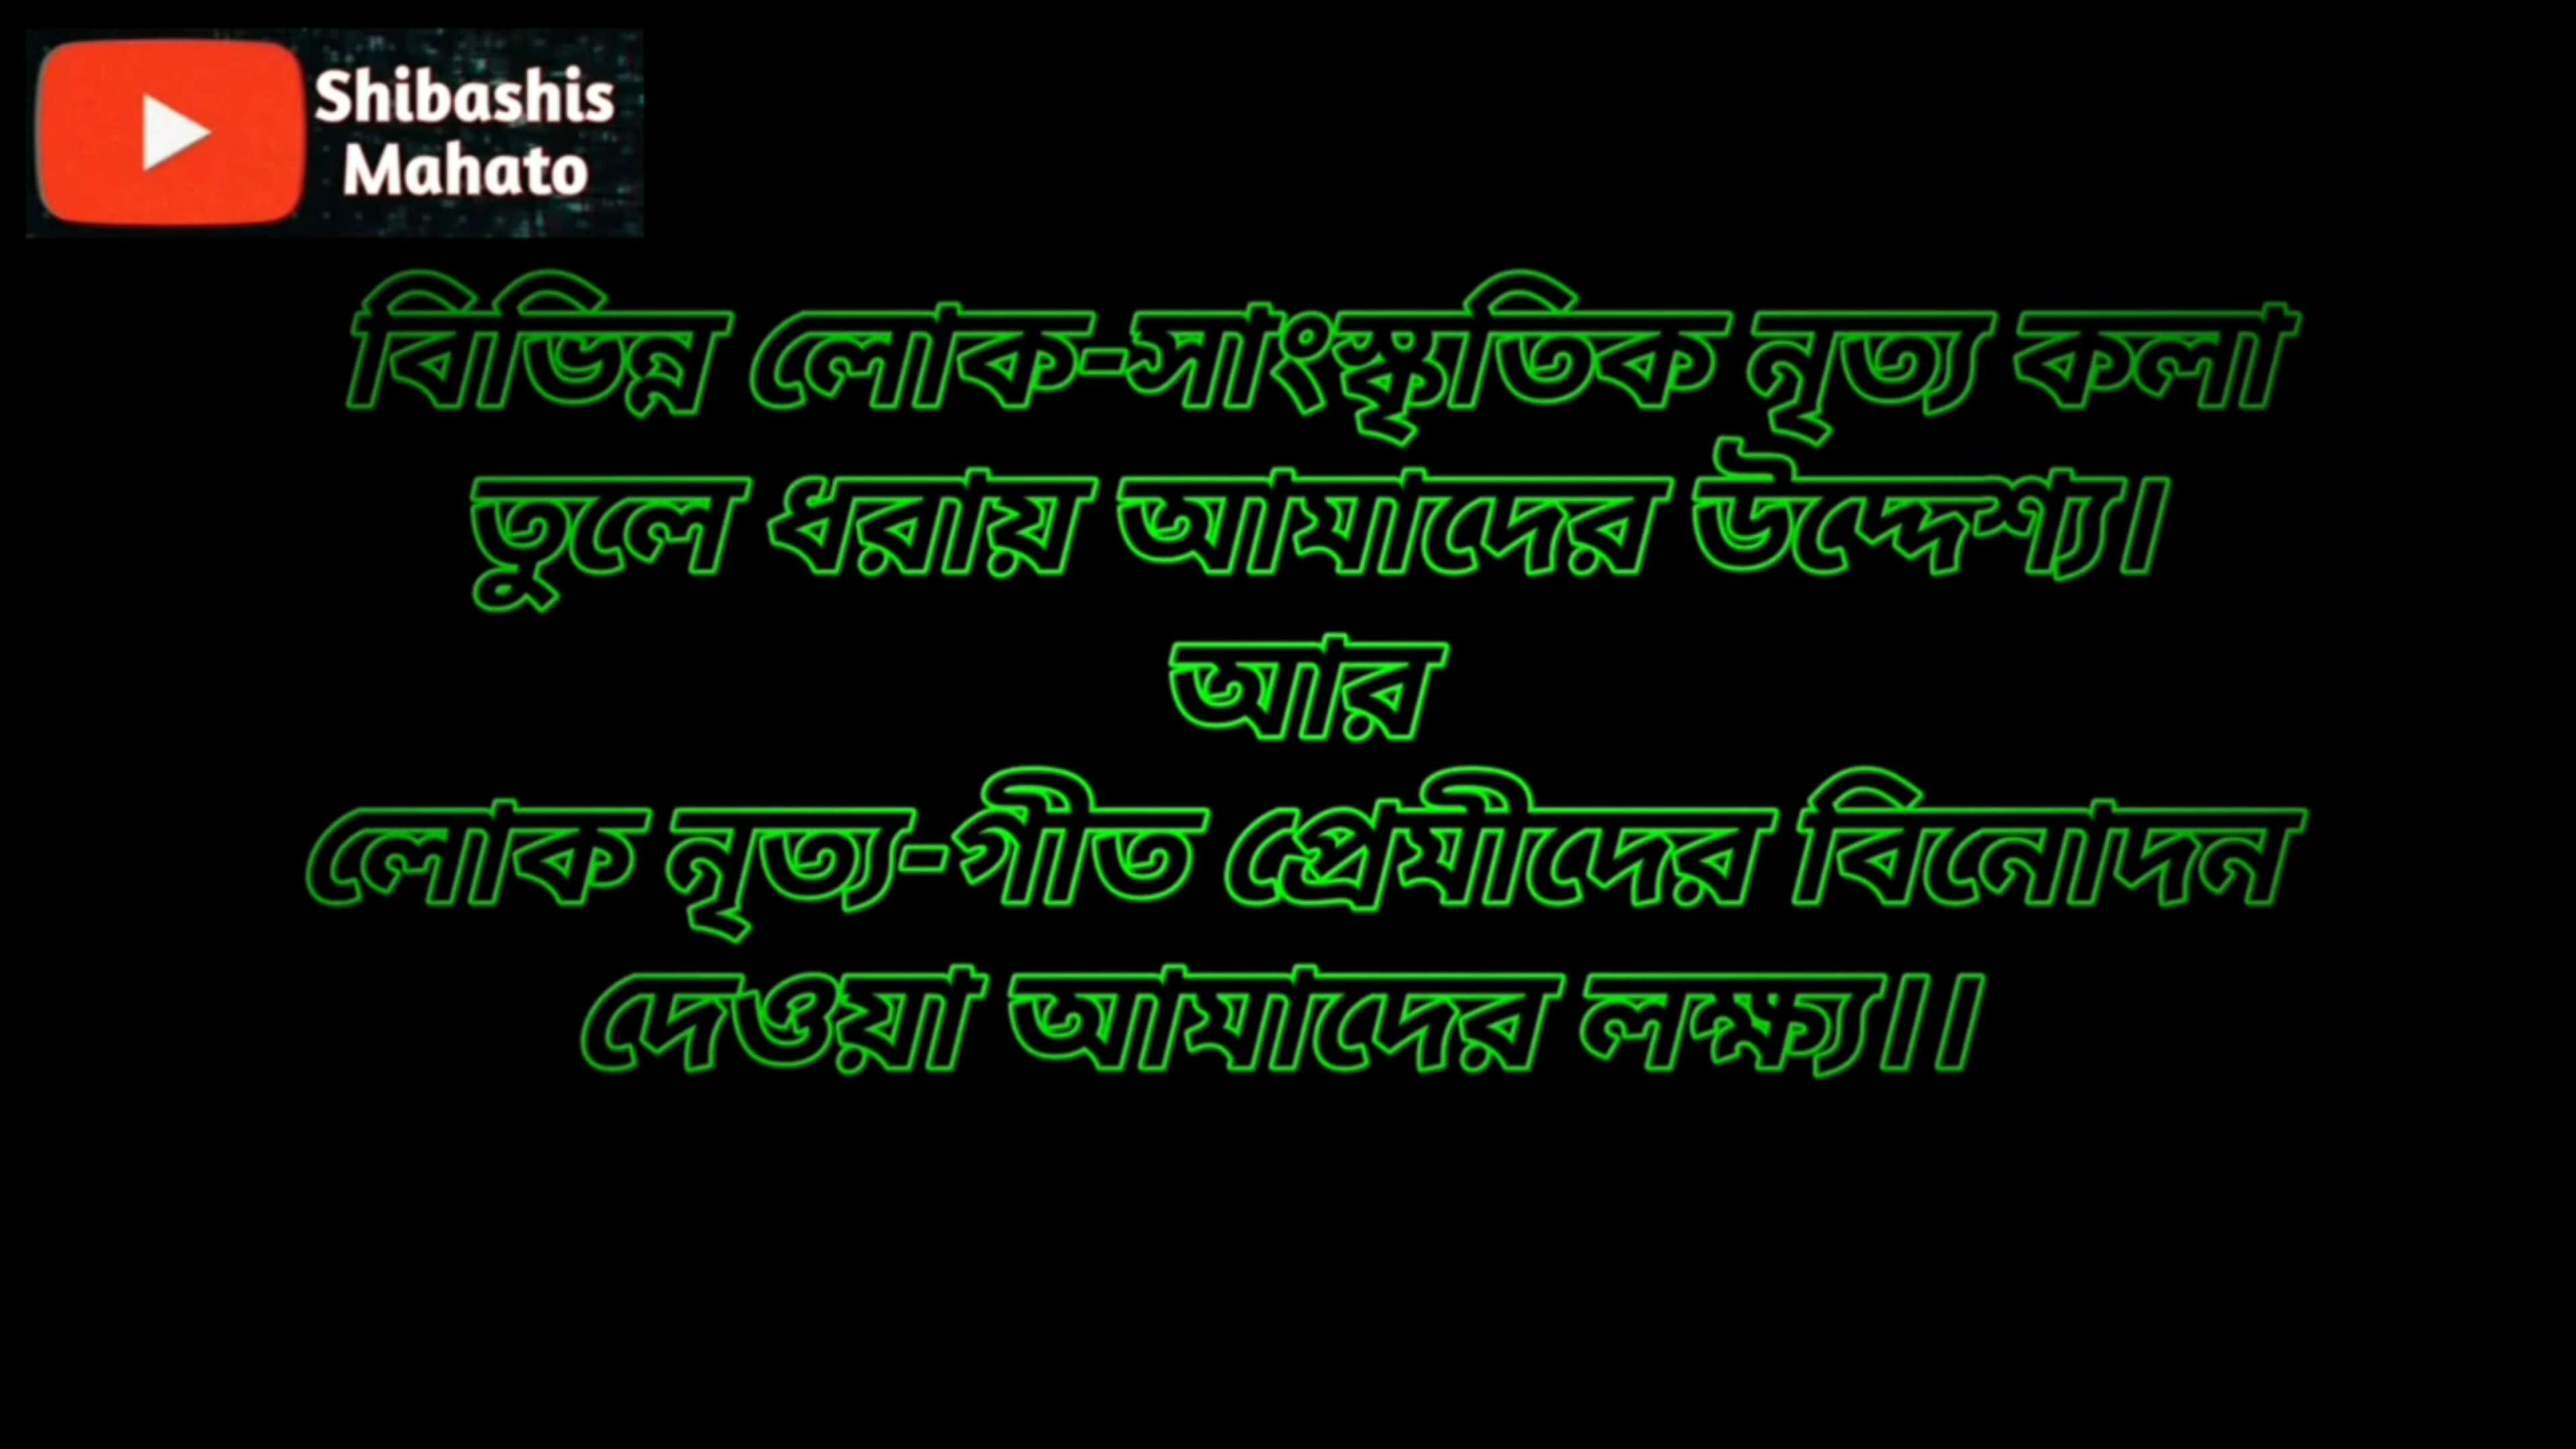 Shibashis
Mahato
বিভিন্ন লোক-সাংস্কৃতিক নৃত্য কলা
তুলে ধরায় আমাদের উদ্দেশ্য।
আর
লোক নৃত্য-গীত প্রেমীদের বিনোদন
দেওয়া আমাদের লক্ষ্য।।